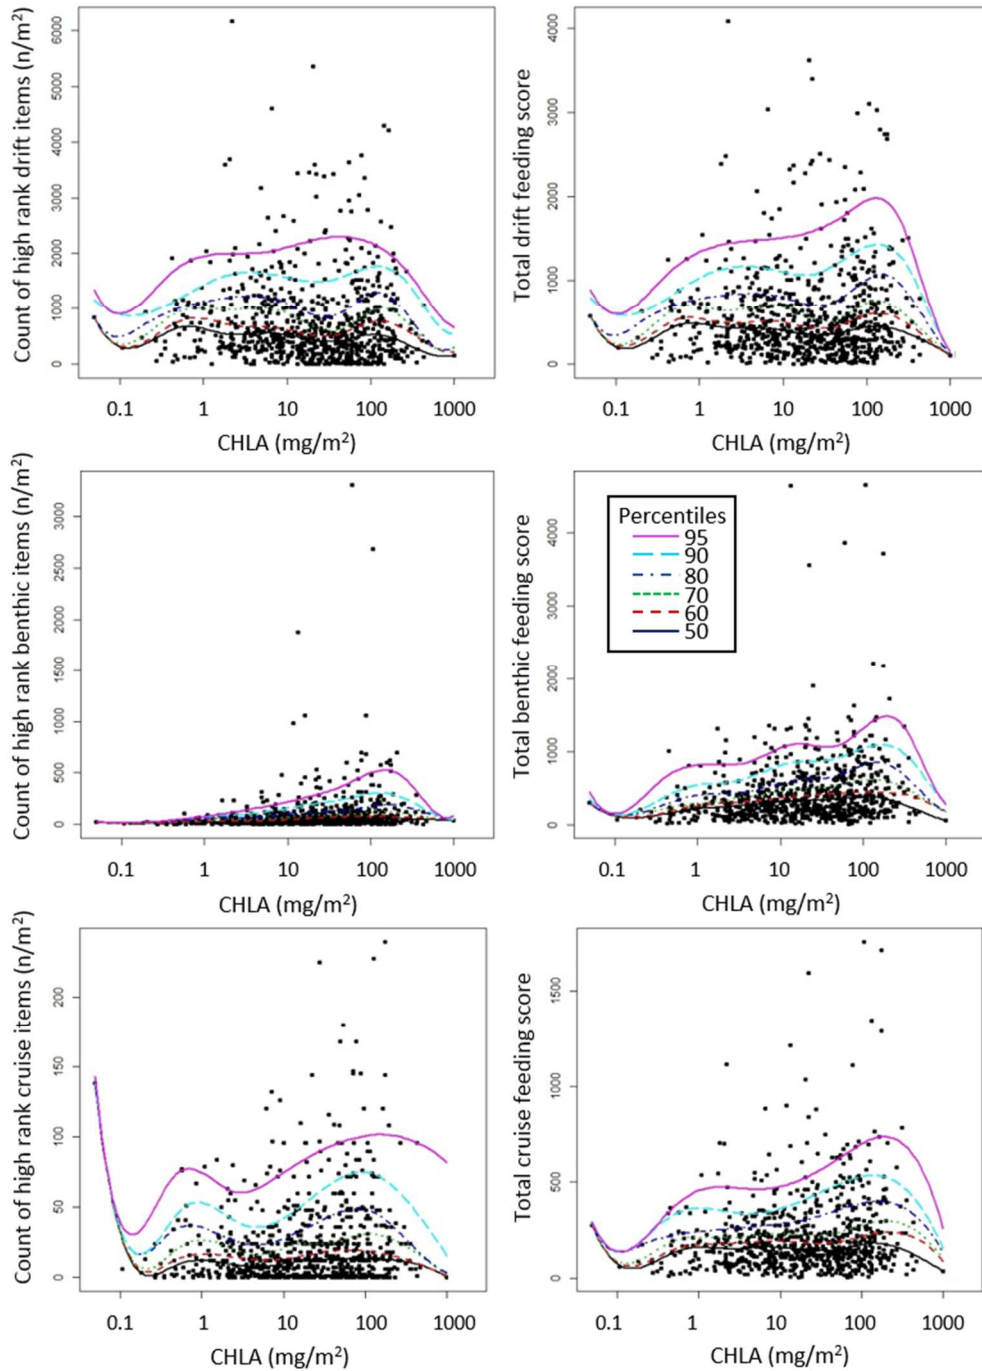 Count of high rank drift items (n/m²)
6000
5000
4000
3000
2000
1000
0
0.1 1 10 100 1000
CHLA (mg/m²)
Total drift feeding score
4000
3000
2000
1000
0
0.1 1 10 100 1000
CHLA (mg/m²)
Count of high rank benthic items (n/m²)
3000
2500
2000
1500
1000
500
0
0.1 1 10 100 1000
CHLA (mg/m²)
Total benthic feeding score
4000
3000
2000
1000
0
Percentiles
95
90
80
70
60
50
0.1 1 10 100 1000
CHLA (mg/m²)
Count of high rank cruise items (n/m²)
200
150
100
50
0
0.1 1 10 100 1000
CHLA (mg/m²)
Total cruise feeding score
1500
1000
500
0
0.1 1 10 100 1000
CHLA (mg/m²)